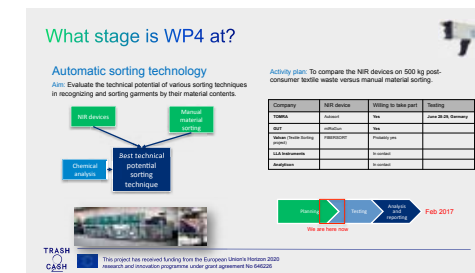 What stage is WP4 at?
Automatic sorting technology
Aim: Evaluate the technical potential of various sorting techniques
in recognizing and sorting garments by their material contents.
NIR devices
Manual
material
sorting
Chemical
analysis
Best technical
potential
sorting
technique
Activity plan: To compare the NIR devices on 500 kg post-
consumer textile waste versus manual material sorting.
Company NIR device Willing to take part Testing
TOMRA Autosort Yes June 28-29, Germany
GUT mIRoGun Yes
Valvan (Textile Sorting project) FIBERSORT Probably yes
LLA Instruments In contact
Analyticon In contact
Planning
Testing
Analysis
and
reporting
Feb 2017
We are here now
TRASH
2
CASH
This project has received funding from the European Union's Horizon 2020
research and innovation programme under grant agreement No 646226